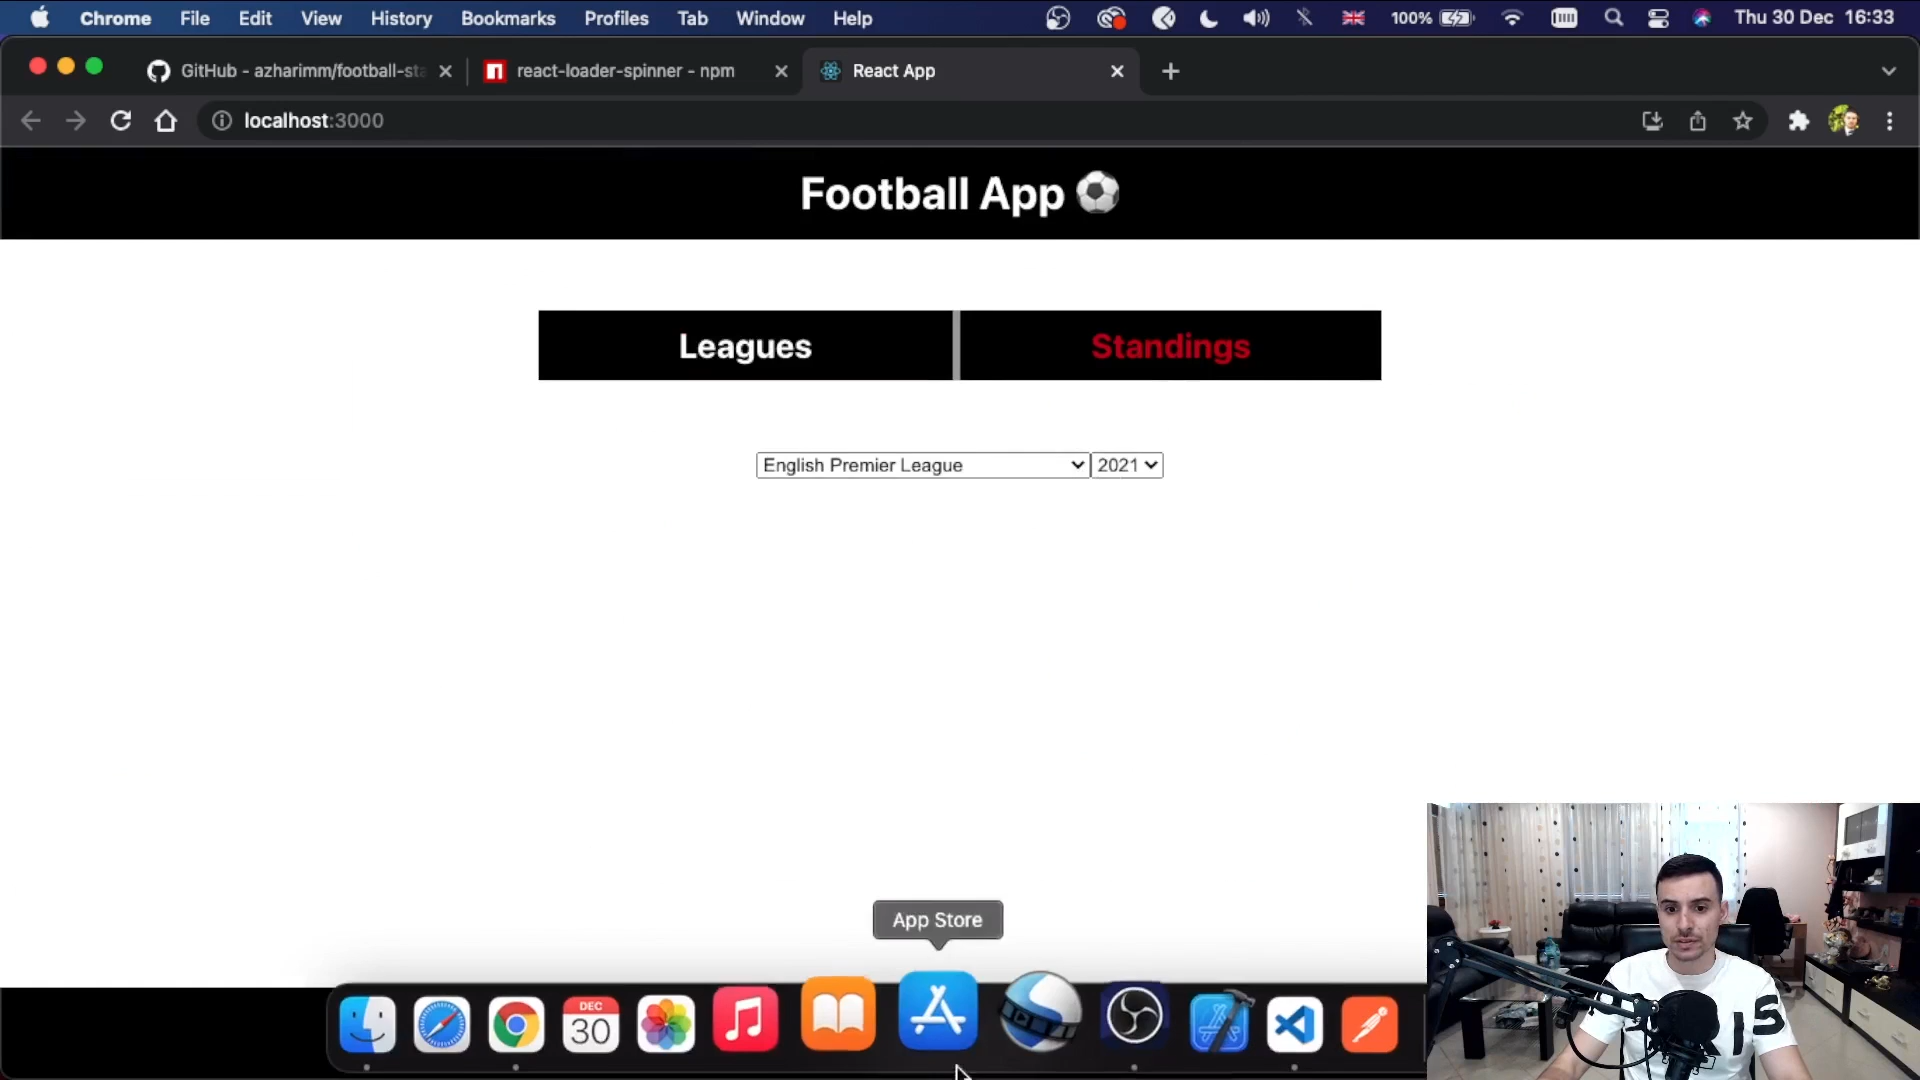 Chrome File Edit View History Bookmarks Profiles Tab Window Help 100% Thu 30 Dec 16:33
GitHub - azharimm/football-sta react-loader-spinner - npm React App
localhost:3000
Football App
Leagues Standings
English Premier League 2021
App Store
DEC
30
IS